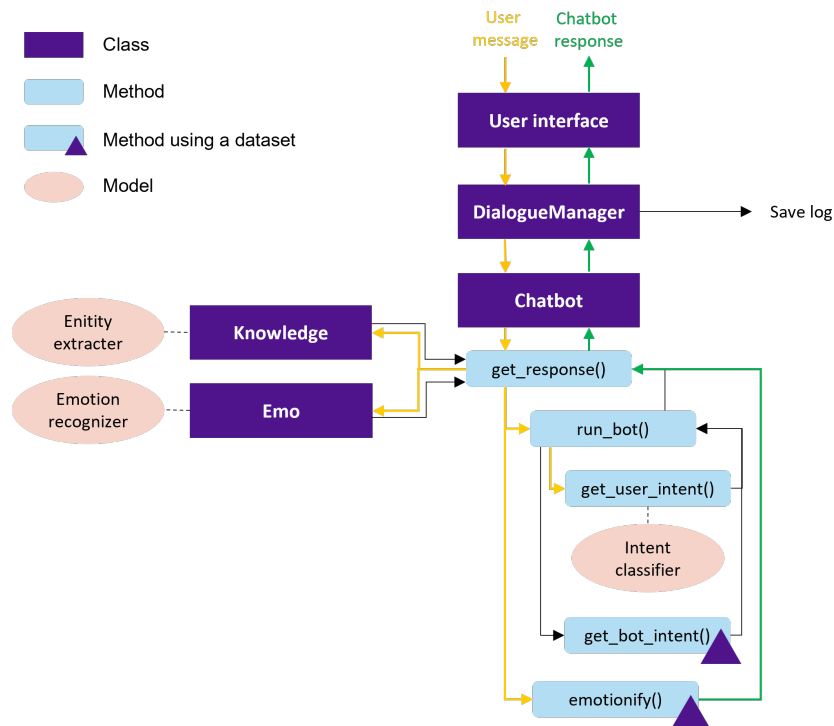 User
message
Chatbot
response
Class
Method
Method using a dataset
Model
User interface
DialogueManager
Save log
Chatbot
Enitity
extracter
Knowledge
get_response()
Emotion
recognizer
Emo
run_bot()
get_user_intent()
Intent
classifier
get_bot_intent()
emotionify()